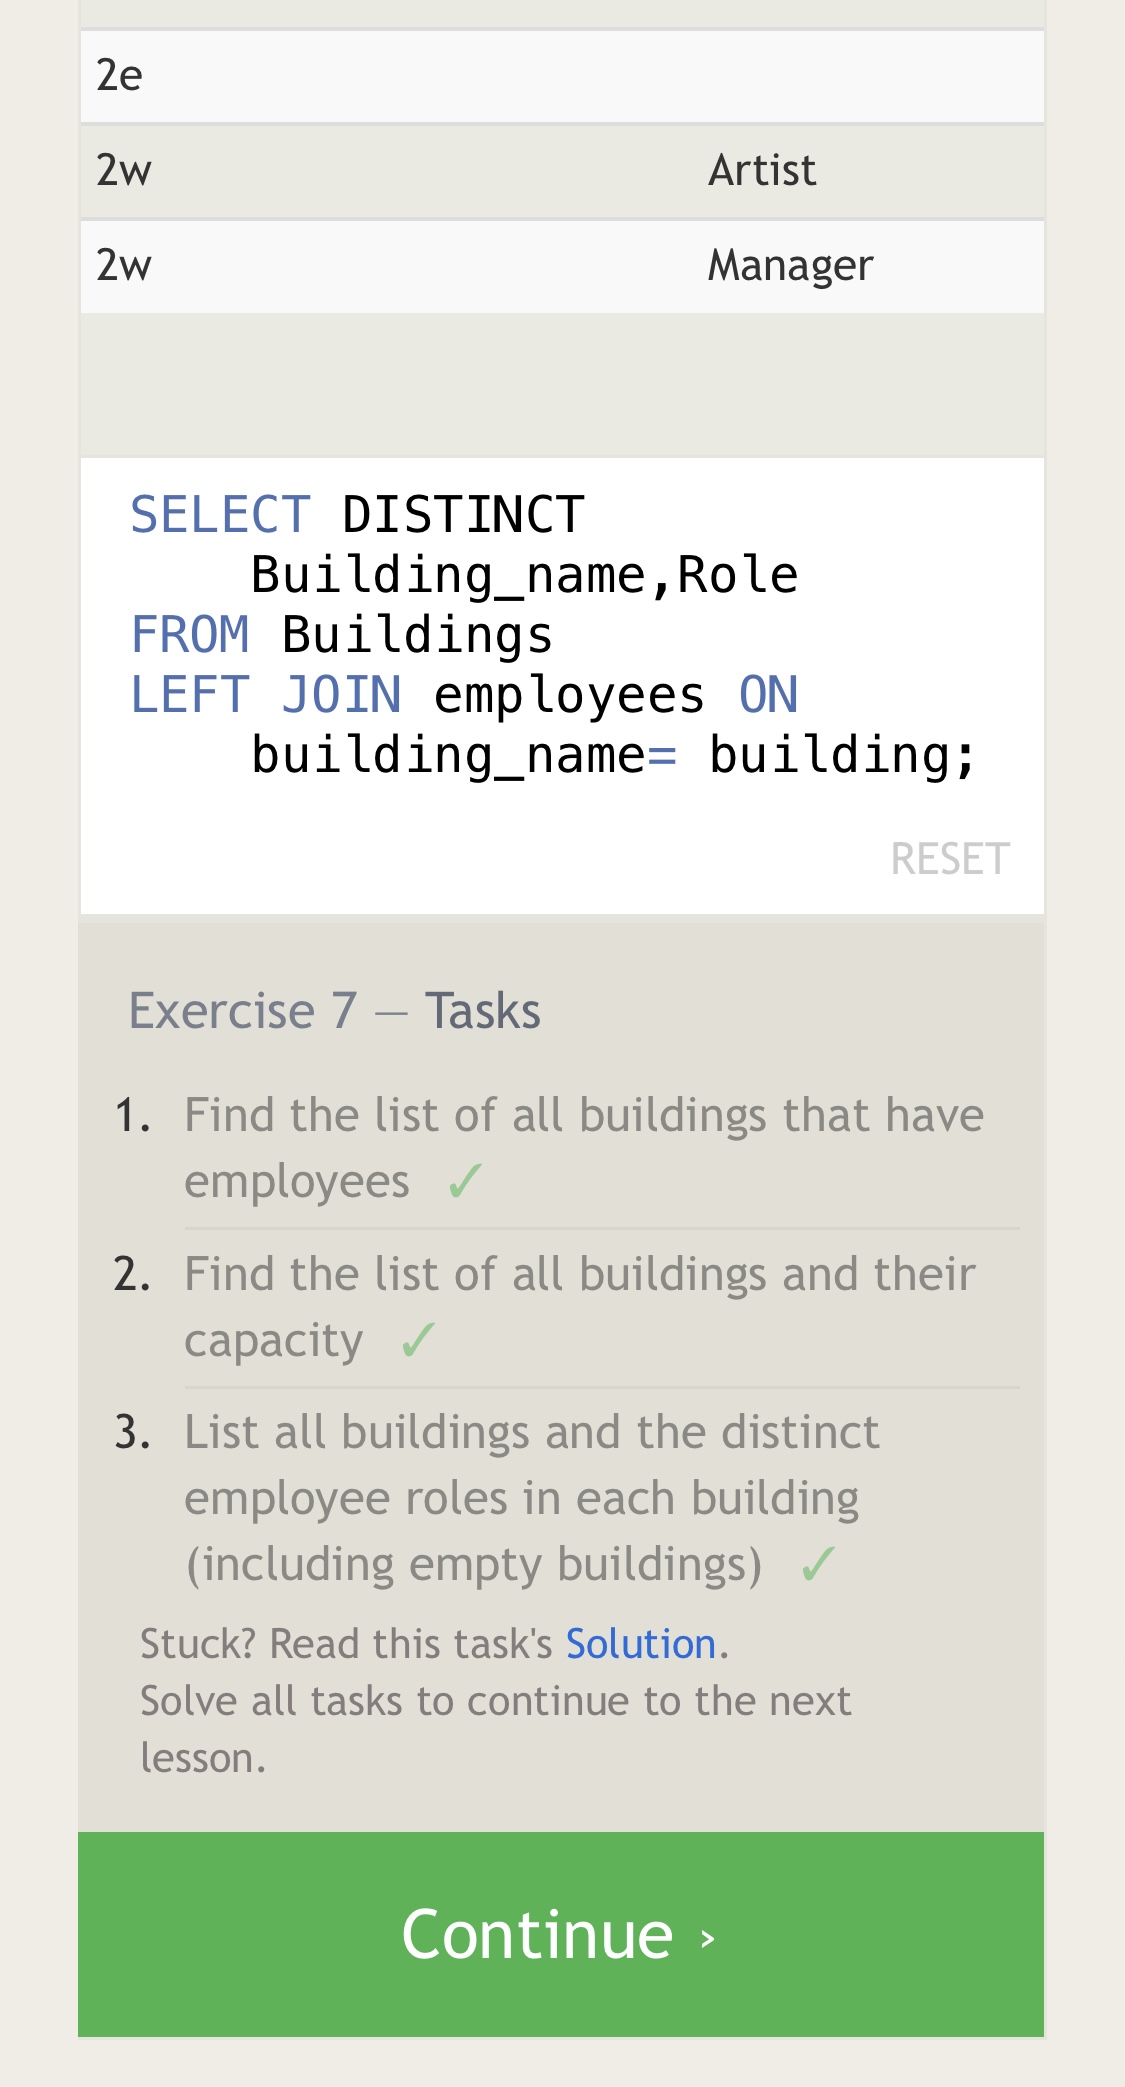 2e
2w Artist
2w Manager
SELECT DISTINCT
Building_name,Role
FROM Buildings
LEFT JOIN employees ON
building_name= building;
RESET
Exercise 7 — Tasks
1. Find the list of all buildings that have
employees ✓
2. Find the list of all buildings and their
capacity ✓
3. List all buildings and the distinct
employee roles in each building
(including empty buildings) ✓
Stuck? Read this task's Solution.
Solve all tasks to continue to the next
lesson.
Continue ›